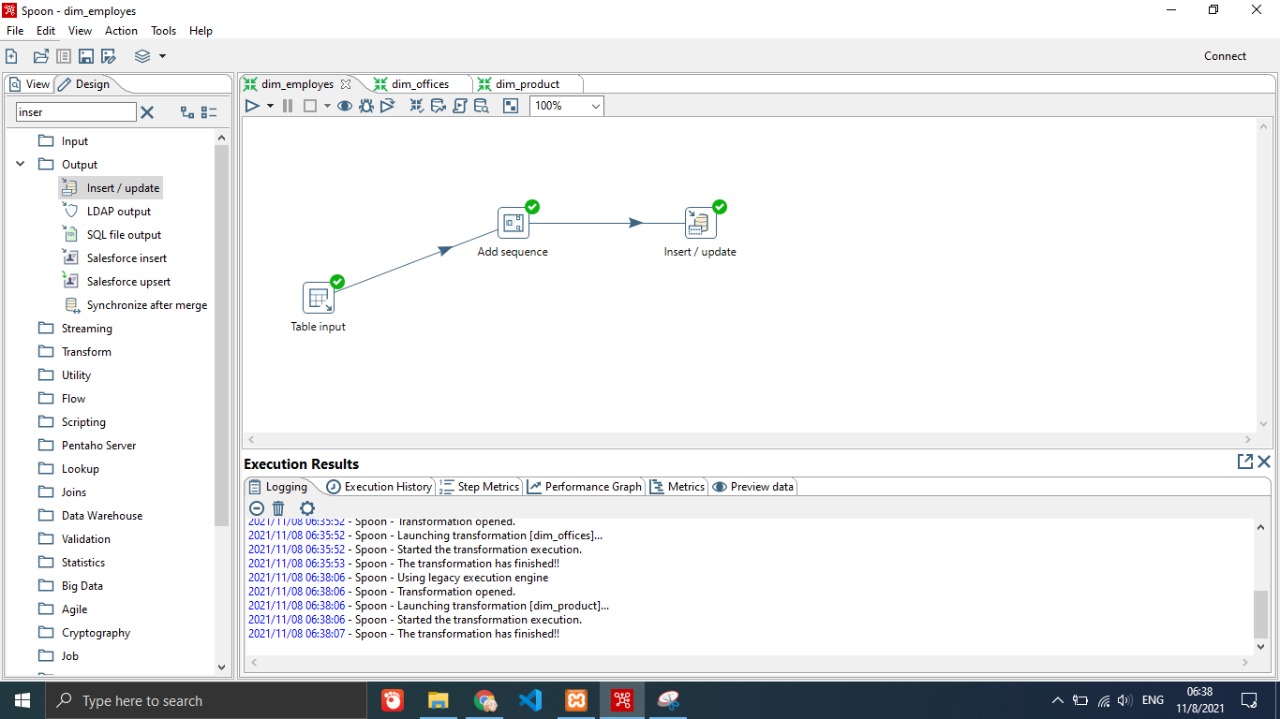 Spoon - dim_employes
File Edit View Action Tools Help
Connect
View Design
inser
Input
Output
Insert / update
LDAP output
SQL file output
Salesforce insert
Salesforce upsert
Synchronize after merge
Streaming
Transform
Utility
Flow
Scripting
Pentaho Server
Lookup
Joins
Data Warehouse
Validation
Statistics
Big Data
Agile
Cryptography
Job
dim_employes dim_offices dim_product
100%
Add sequence
Insert / update
Table input
Execution Results
Logging Execution History Step Metrics Performance Graph Metrics Preview data
2021/11/08 06:35:52 - Spoon - Transformation opened.
2021/11/08 06:35:52 - Spoon - Launching transformation [dim_offices]...
2021/11/08 06:35:52 - Spoon - Started the transformation execution.
2021/11/08 06:35:53 - Spoon - The transformation has finished!!
2021/11/08 06:38:06 - Spoon - Using legacy execution engine
2021/11/08 06:38:06 - Spoon - Transformation opened.
2021/11/08 06:38:06 - Spoon - Launching transformation [dim_product]...
2021/11/08 06:38:06 - Spoon - Started the transformation execution.
2021/11/08 06:38:07 - Spoon - The transformation has finished!!
Type here to search
ENG
06:38
11/8/2021